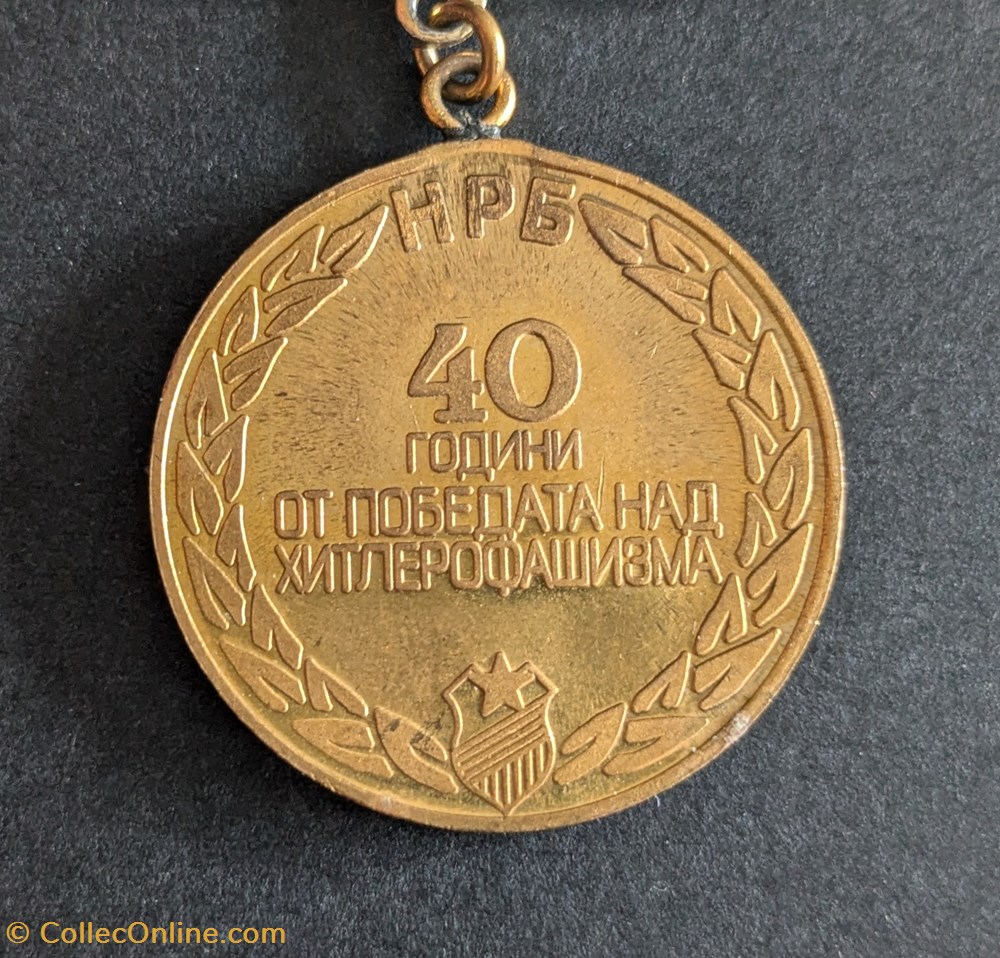 НРБ
40
ГОДИНИ
ОТ ПОБЕДАТА НАД
ХИТЛЕРОФАШИЗМА
© CollecOnline.com